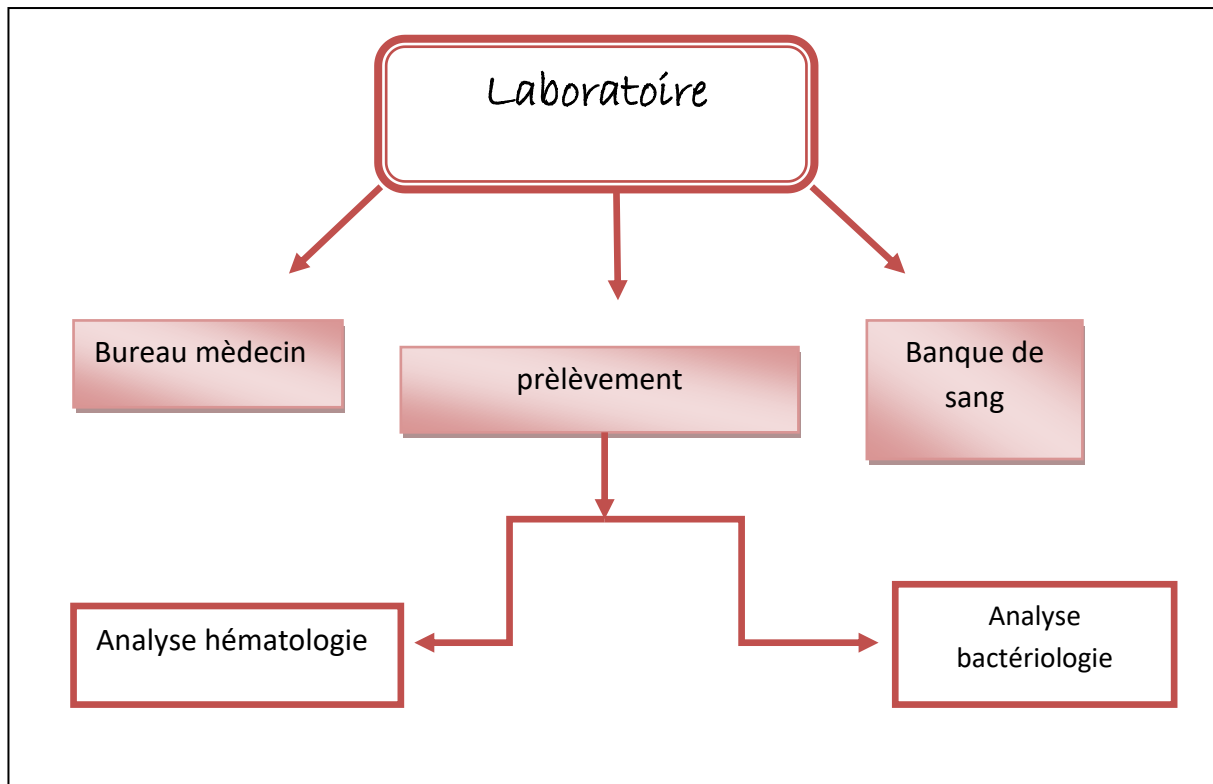 Laboratoire
Bureau mèdecin
prèlèvement
Banque de
sang
Analyse hématologie
Analyse
bactériologie